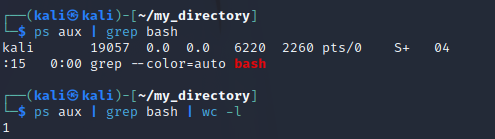 ┌──(kali㉿kali)-[~/my_directory]
└─$ ps aux | grep bash
kali       19057  0.0  0.0   6220  2260 pts/0    S+   04
:15   0:00 grep --color=auto bash

┌──(kali㉿kali)-[~/my_directory]
└─$ ps aux | grep bash | wc -l
1